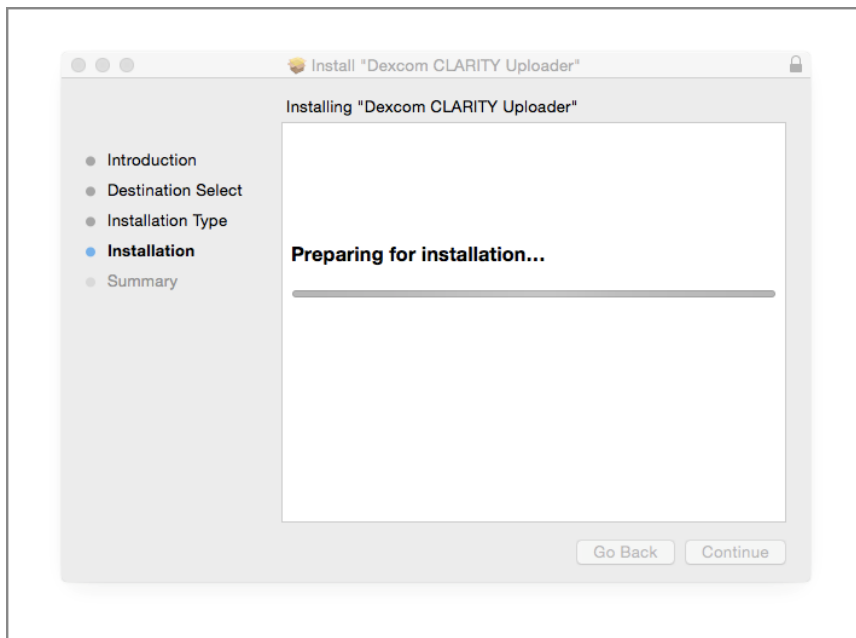 Install "Dexcom CLARITY Uploader"
Installing "Dexcom CLARITY Uploader"
Introduction
Destination Select
Installation Type
Installation
Summary
Preparing for installation...
Go Back
Continue